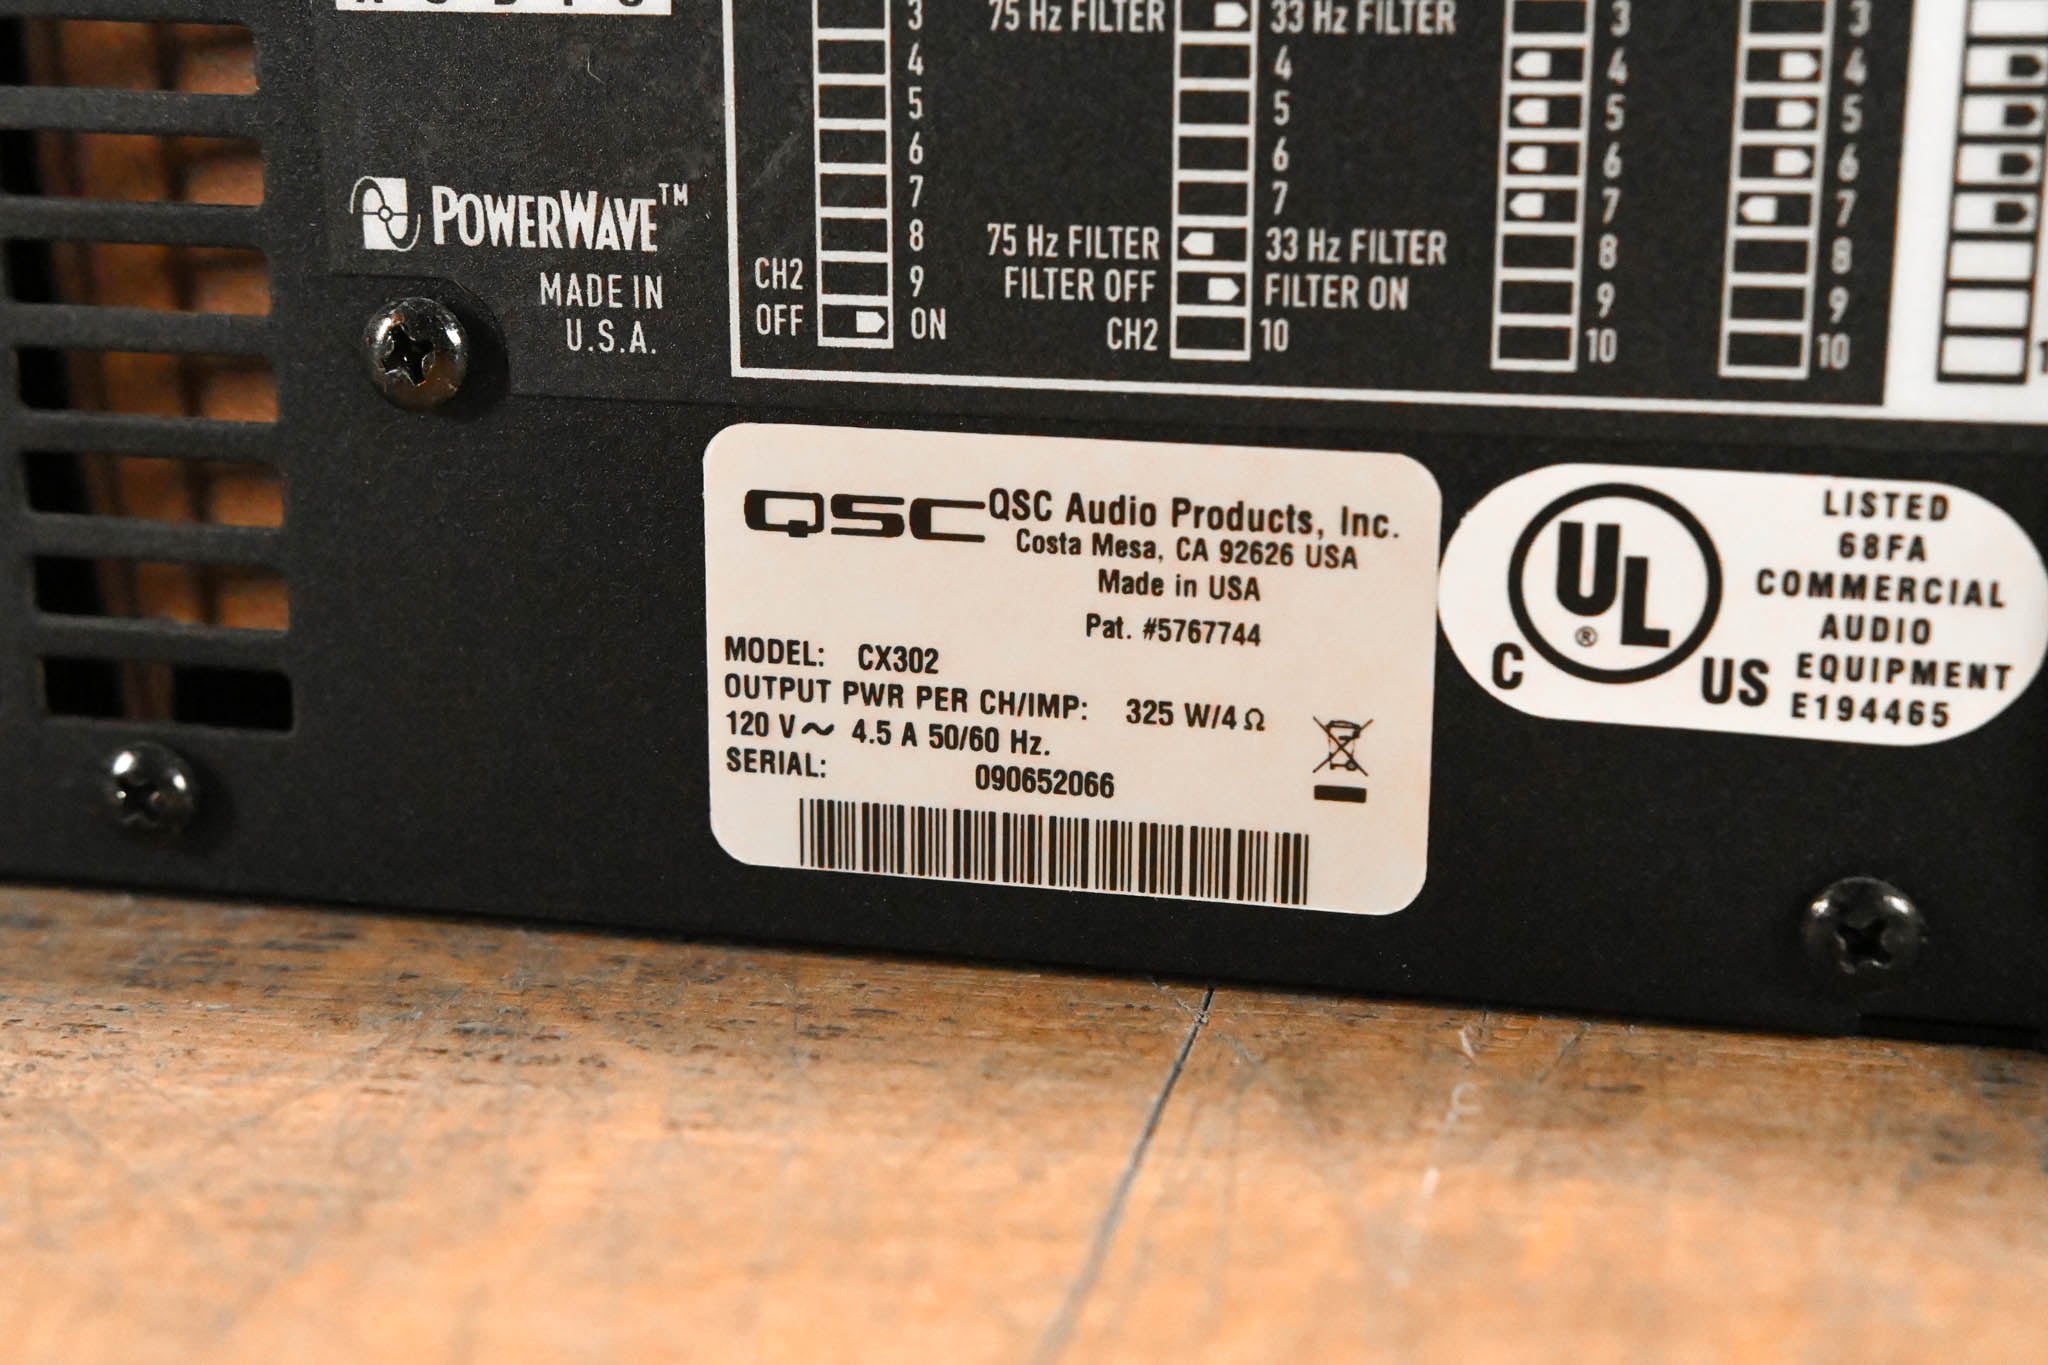 3 75 Hz FILTER 33 Hz FILTER 3 3
4 4 4 4
5 5 5 5
6 6 6 6
7 7 7 7
8 75 Hz FILTER 33 Hz FILTER 8 8
CH2 9 FILTER OFF FILTER ON 9 9
OFF ON CH2 10 10 10
POWERWAVE™
MADE IN
U.S.A.
QSC QSC Audio Products, Inc.
Costa Mesa, CA 92626 USA
Made in USA
Pat. #5767744
MODEL: CX302
OUTPUT PWR PER CH/IMP: 325 W/4 Ω
120 V~ 4.5 A 50/60 Hz.
SERIAL: 090652066
C UL® US
LISTED
68FA
COMMERCIAL
AUDIO
EQUIPMENT
E194465